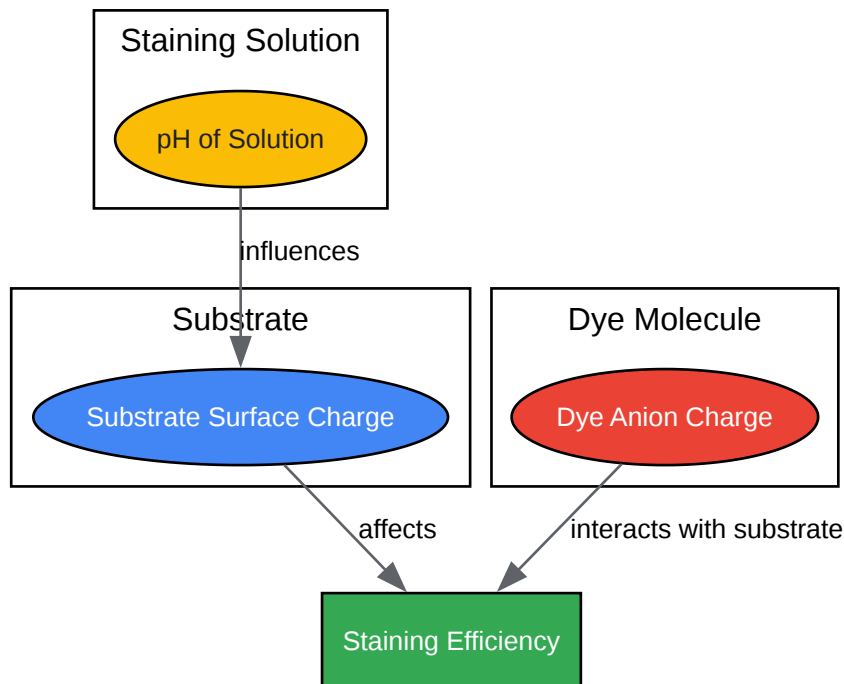 Staining Solution
pH of Solution
influences
Substrate
Dye Molecule
Substrate Surface Charge
Dye Anion Charge
affects
interacts with substrate
Staining Efficiency